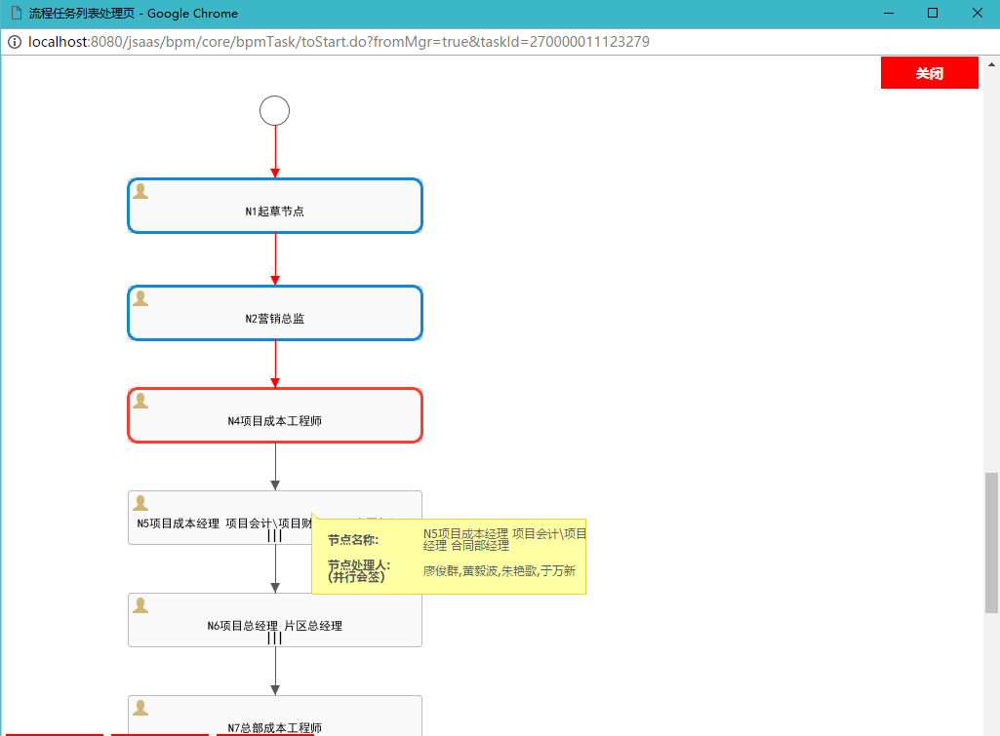 流程任务列表处理页 - Google Chrome
localhost:8080/jsaas/bpm/core/bpmTask/toStart.do?fromMgr=true&taskId=270000011123279
关闭
N1起草节点
N2营销总监
N4项目成本工程师
N5项目成本经理 项目会计\项目财
节点名称:
N5项目成本经理 项目会计\项目
经理 合同部经理
节点处理人:
(并行会签)
廖俊群,黄毅波,朱艳歌,于万新
N6项目总经理 片区总经理
N7总部成本工程师